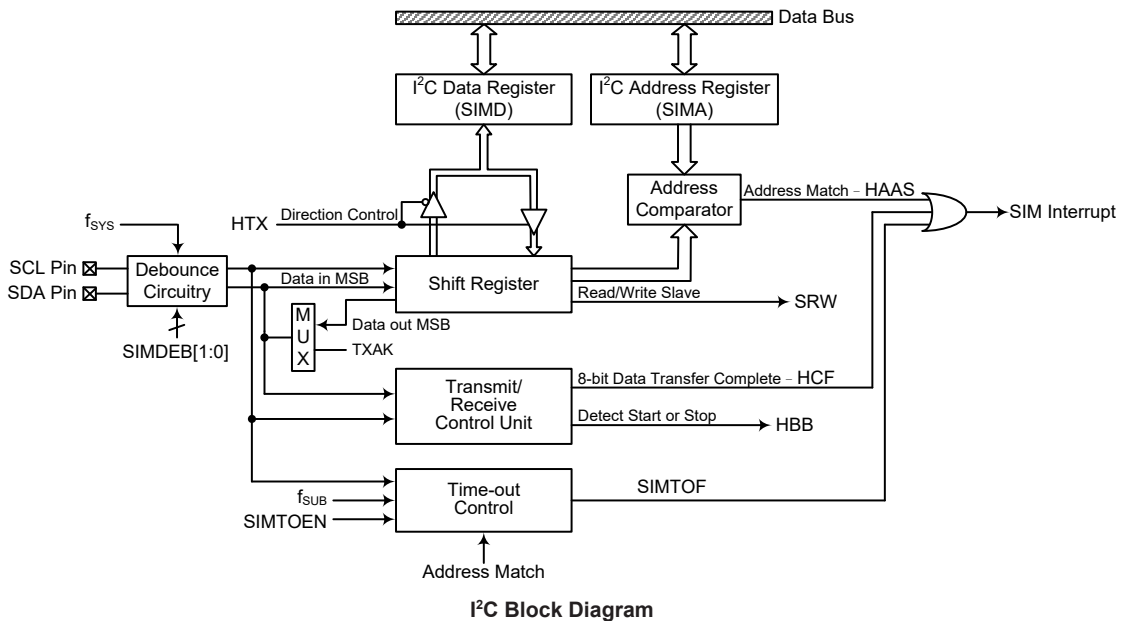 Data Bus
I²C Data Register
(SIMD)
I²C Address Register
(SIMA)
Address
Comparator
Address Match - HAAS
SIM Interrupt
HTX
Direction Control
fSYS
SCL Pin
SDA Pin
Debounce
Circuitry
Data in MSB
Shift Register
Read/Write Slave
SRW
M
U
X
Data out MSB
TXAK
SIMDEB[1:0]
Transmit/
Receive
Control Unit
8-bit Data Transfer Complete - HCF
Detect Start or Stop
HBB
fSUB
SIMTOEN
Time-out
Control
SIMTOF
Address Match
I²C Block Diagram